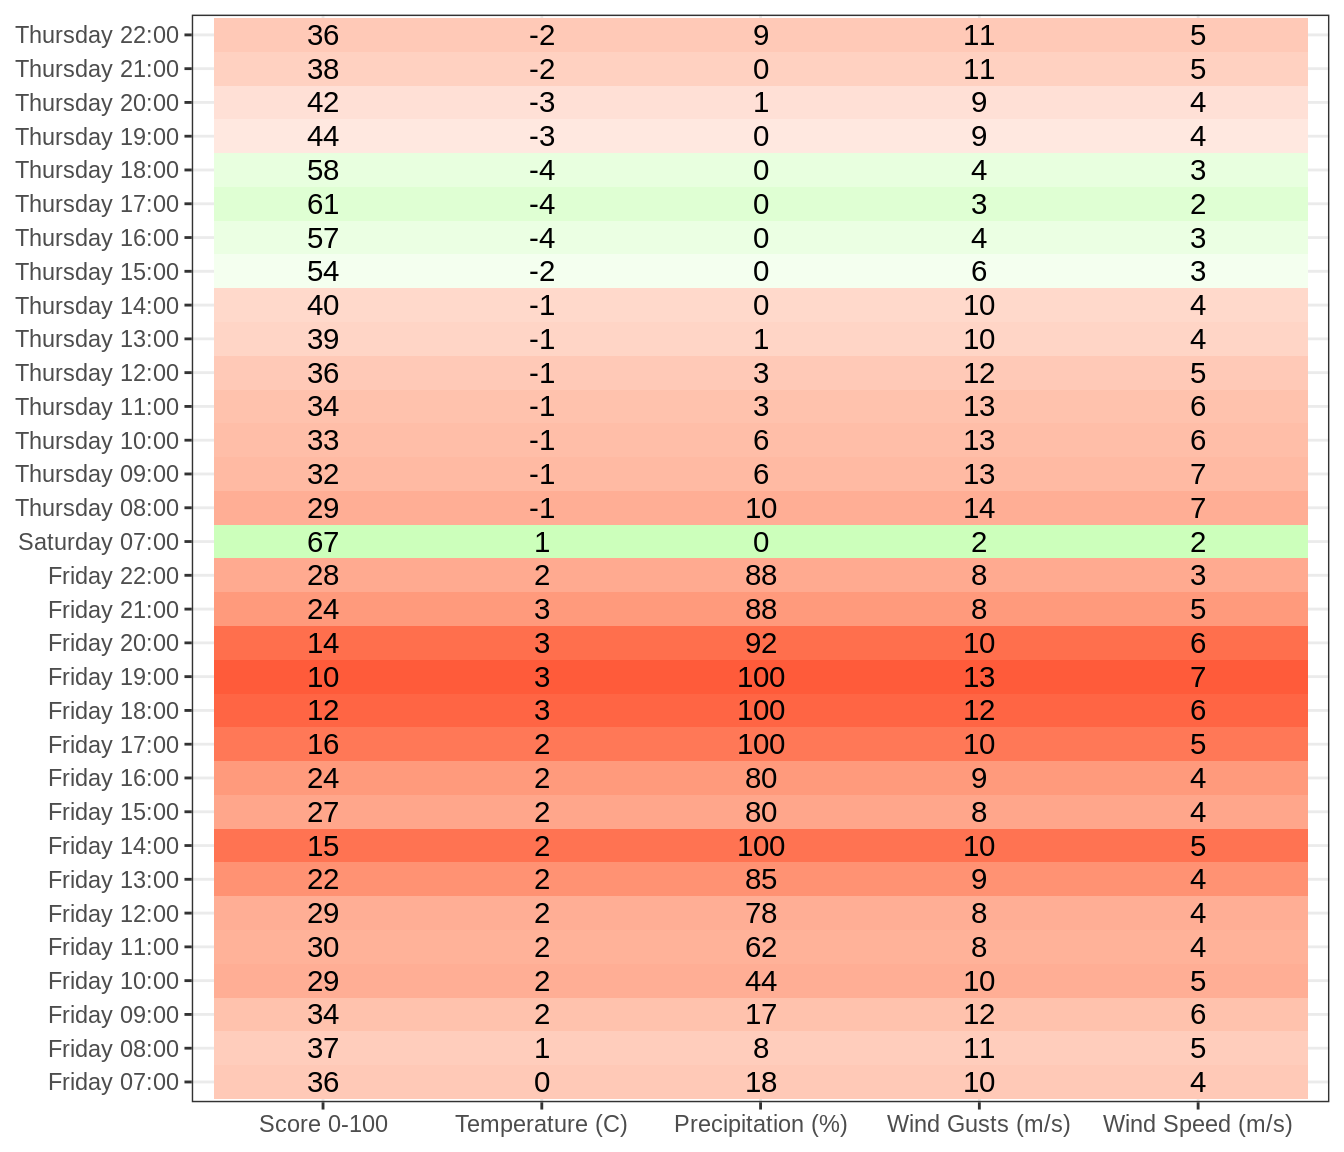 Thursday 22:00 36 -2 9 11 5
Thursday 21:00 38 -2 0 11 5
Thursday 20:00 42 -3 1 9 4
Thursday 19:00 44 -3 0 9 4
Thursday 18:00 58 -4 0 4 3
Thursday 17:00 61 -4 0 3 2
Thursday 16:00 57 -4 0 4 3
Thursday 15:00 54 -2 0 6 3
Thursday 14:00 40 -1 0 10 4
Thursday 13:00 39 -1 1 10 4
Thursday 12:00 36 -1 3 12 5
Thursday 11:00 34 -1 3 13 6
Thursday 10:00 33 -1 6 13 6
Thursday 09:00 32 -1 6 13 7
Thursday 08:00 29 -1 10 14 7
Saturday 07:00 67 1 0 2 2
Friday 22:00 28 2 88 8 3
Friday 21:00 24 3 88 8 5
Friday 20:00 14 3 92 10 6
Friday 19:00 10 3 100 13 7
Friday 18:00 12 3 100 12 6
Friday 17:00 16 2 100 10 5
Friday 16:00 24 2 80 9 4
Friday 15:00 27 2 80 8 4
Friday 14:00 15 2 100 10 5
Friday 13:00 22 2 85 9 4
Friday 12:00 29 2 78 8 4
Friday 11:00 30 2 62 8 4
Friday 10:00 29 2 44 10 5
Friday 09:00 34 2 17 12 6
Friday 08:00 37 1 8 11 5
Friday 07:00 36 0 18 10 4
Score 0-100 Temperature (C) Precipitation (%) Wind Gusts (m/s) Wind Speed (m/s)